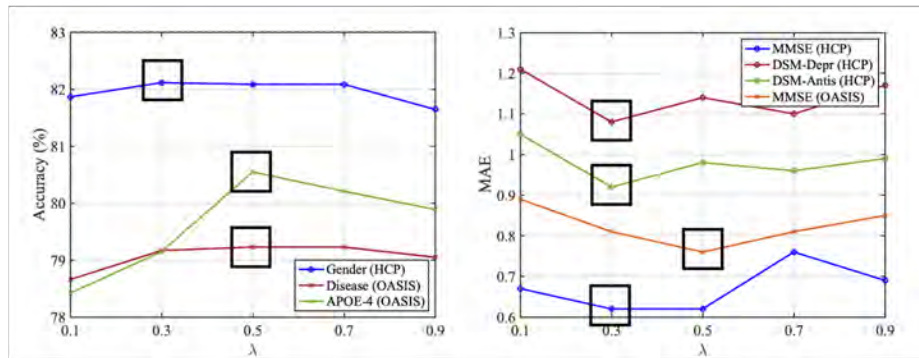 83
82
81
80
79
78
Accuracy (%)
Gender (HCP)
Disease (OASIS)
APOE-4 (OASIS)
0.1 0.3 0.5 0.7 0.9
λ
1.3
1.2
1.1
1
0.9
0.8
0.7
0.6
MAE
MMSE (HCP)
DSM-Depr (HCP)
DSM-Antis (HCP)
MMSE (OASIS)
0.1 0.3 0.5 0.7 0.9
λ